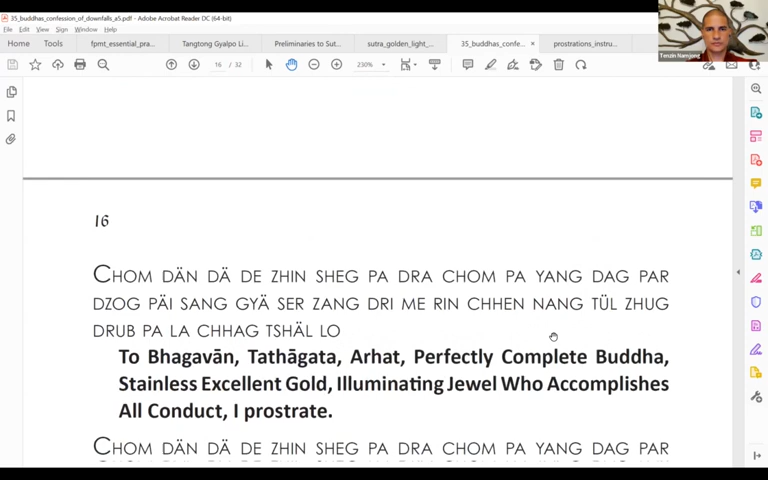 35_buddhas_confession_of_downfalls_a5.pdf - Adobe Acrobat Reader DC (64-bit)
File Edit View Sign Window Help
Home Tools fpmt_essential_pra... Tangtong Gyalpo Li... Preliminaries to Sut... sutra_golden_light_... 35_buddhas_confe... × prostrations_instru...
Tenzin Namjong
16 / 32 230%
16
CHOM DÄN DÄ DE ZHIN SHEG PA DRA CHOM PA YANG DAG PAR
DZOG PÄI SANG GYÄ SER ZANG DRI ME RIN CHHEN NANG TÜL ZHUG
DRUB PA LA CHHAG TSHÄL LO
To Bhagavān, Tathāgata, Arhat, Perfectly Complete Buddha,
Stainless Excellent Gold, Illuminating Jewel Who Accomplishes
All Conduct, I prostrate.
CHOM DÄN DÄ DE ZHIN SHEG PA DRA CHOM PA YANG DAG PAR